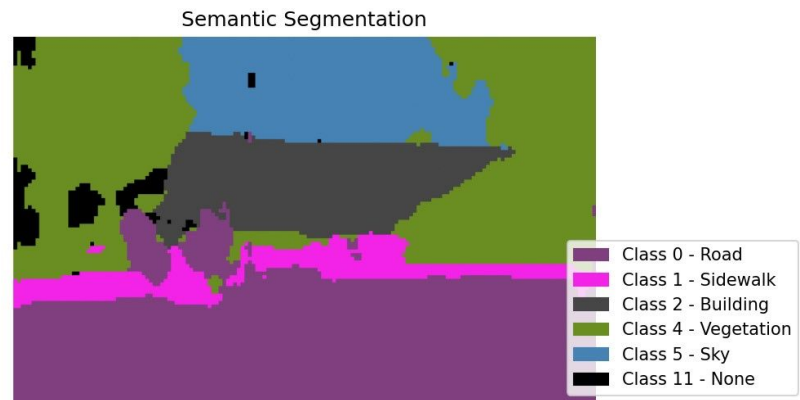 Semantic Segmentation
Class 0 - Road
Class 1 - Sidewalk
Class 2 - Building
Class 4 - Vegetation
Class 5 - Sky
Class 11 - None